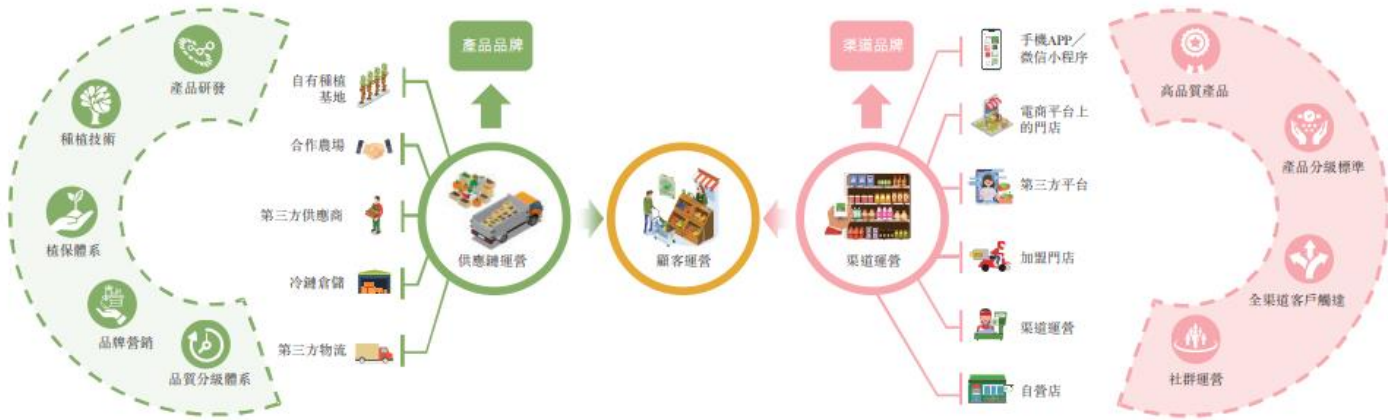 產品研發
種植技術
植保體系
品牌營銷
品質分級體系
自有種植
基地
合作農場
第三方供應商
冷鏈倉儲
第三方物流
產品品牌
供應鏈運營
顧客運營
渠道品牌
渠道運營
手機APP／
微信小程序
電商平台上
的門店
第三方平台
加盟門店
渠道運營
自營店
高品質產品
產品分級標準
全渠道客戶觸達
社群運營